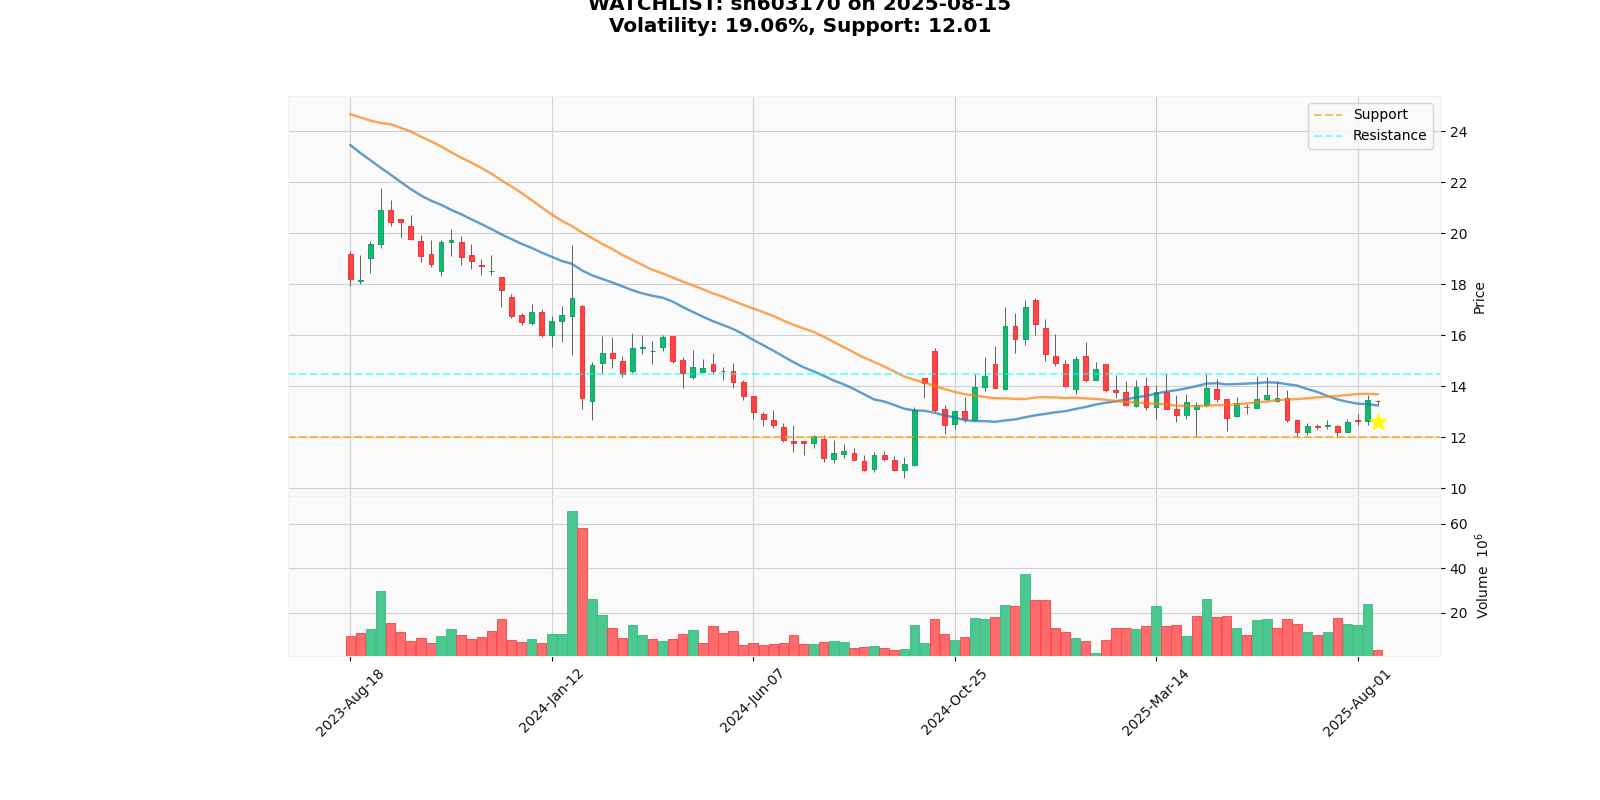 WATCHLIST: sh603170 on 2025-08-15
Volatility: 19.06%, Support: 12.01
Support
Resistance
24
22
20
18
16
14
12
10
Price
60
40
20
Volume 10^6
2023-Aug-18
2024-Jan-12
2024-Jun-07
2024-Oct-25
2025-Mar-14
2025-Aug-01